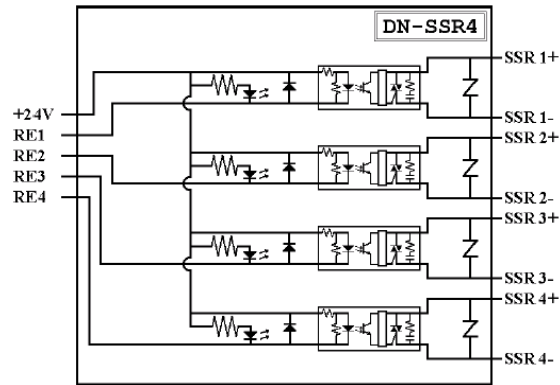 DN-SSR4
SSR 1+
+24V
RE1
SSR 1-
SSR 2+
RE2
RE3
RE4
SSR 2-
SSR 3+
SSR 3-
SSR 4+
SSR 4-